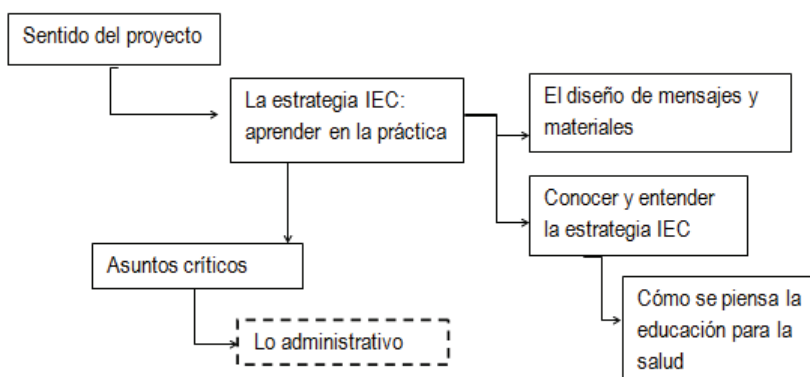 Sentido del proyecto
La estrategia IEC:
aprender en la práctica
El diseño de mensajes y
materiales
Conocer y entender
la estrategia IEC
Asuntos críticos
Cómo se piensa la
educación para la
salud
Lo administrativo